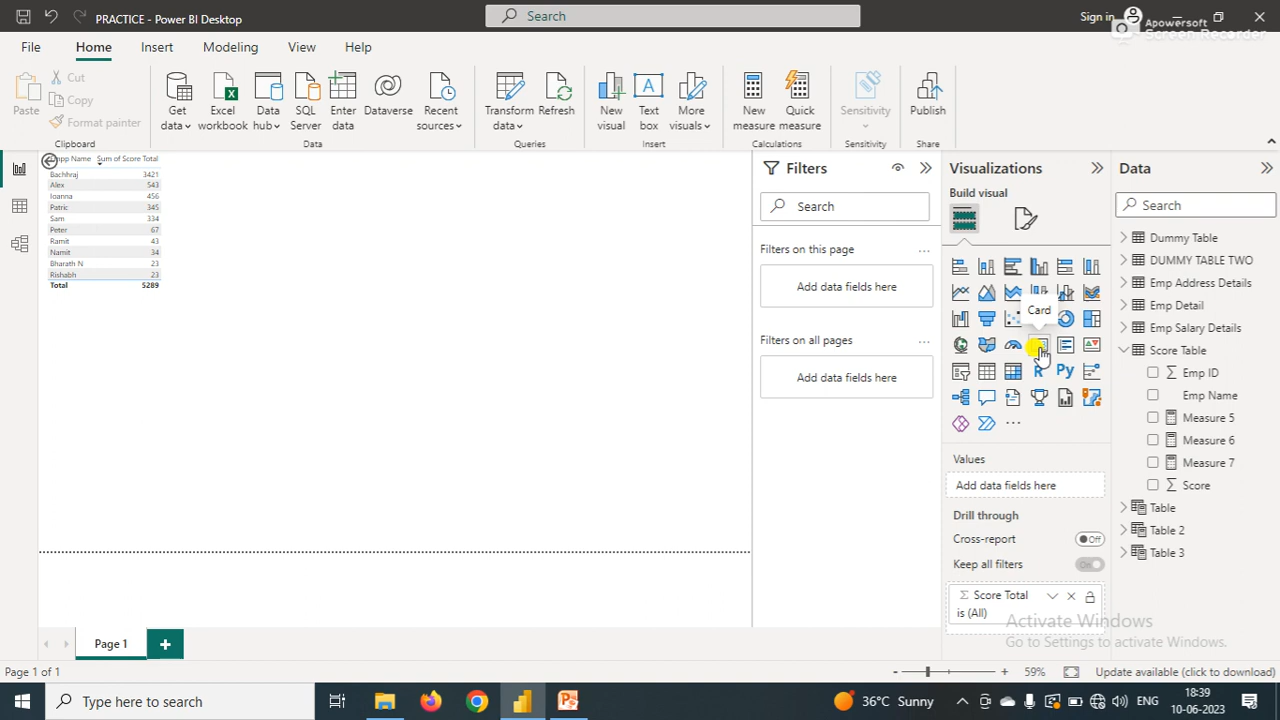 PRACTICE - Power BI Desktop
Search
Sign in
Apowersoft
Screen Recorder
File
Home
Insert
Modeling
View
Help
Paste
Cut
Copy
Format painter
Get data
Excel workbook
Data hub
SQL Server
Enter data
Dataverse
Recent sources
Transform data
Refresh
New visual
Text box
More visuals
New measure
Quick measure
Sensitivity
Publish
Clipboard
Data
Queries
Insert
Calculations
Sensitivity
Share
Name Sum of Score Total
Bachhraj 3421
Alex 543
Ioanna 456
Patric 345
Sam 334
Peter 67
Ramit 43
Namit 34
Bharath N 23
Rishabh 23
Total 5289
Filters
Search
Filters on this page
...
Add data fields here
Filters on all pages
...
Add data fields here
Visualizations
Build visual
Card
R
Py
...
Values
Add data fields here
Drill through
Cross-report
Off
Keep all filters
On
Σ Score Total
is (All)
Data
Search
Dummy Table
DUMMY TABLE TWO
Emp Address Details
Emp Detail
Emp Salary Details
Score Table
Σ Emp ID
Emp Name
Measure 5
Measure 6
Measure 7
Σ Score
Table
Table 2
Table 3
Activate Windows
Go to Settings to activate Windows.
Page 1
Page 1 of 1
- + 59%
Update available (click to download)
Type here to search
36°C Sunny
ENG
18:39
10-06-2023